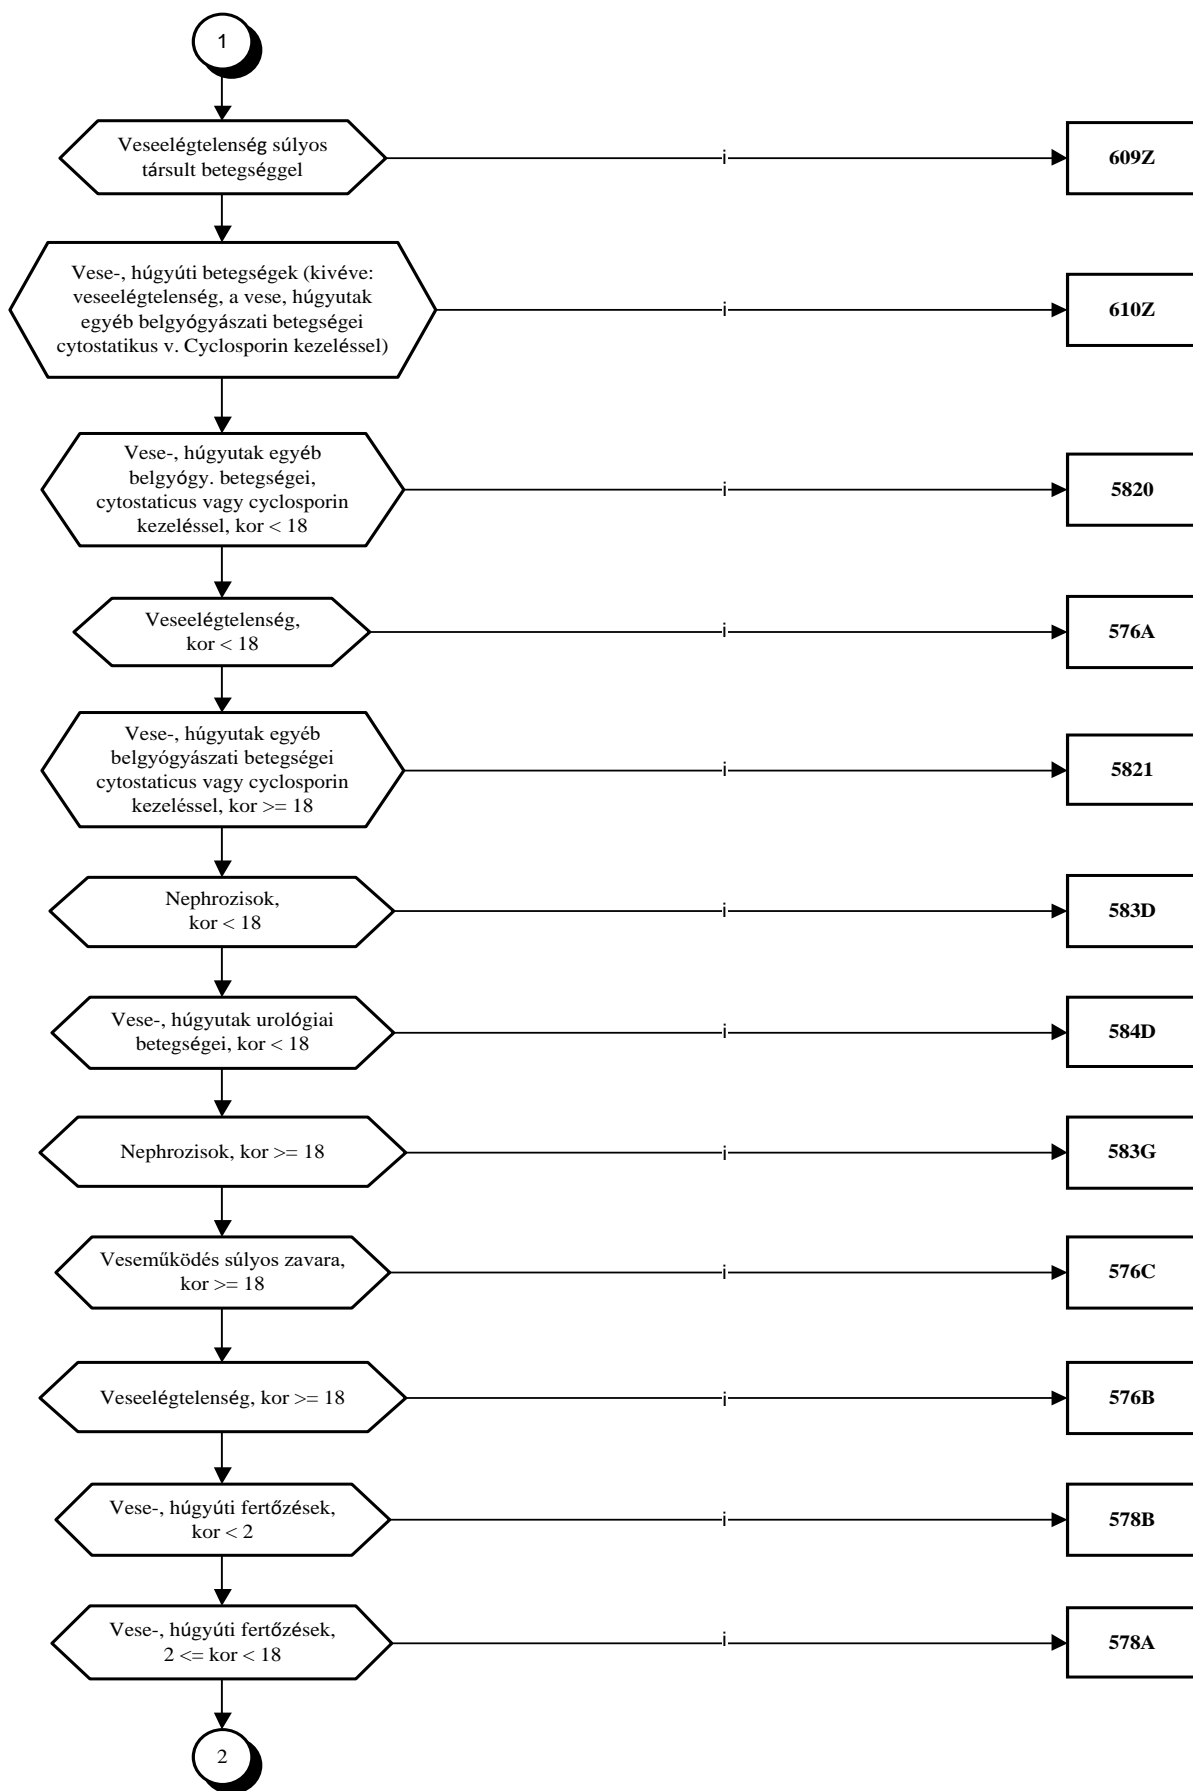 1
Veseelégtelenség súlyos
társult betegséggel
i
609Z
Vese-, húgyúti betegségek (kivéve:
veseelégtelenség, a vese, húgyutak
egyéb belgyógyászati betegségei
cytostatikus v. Cyclosporin kezeléssel)
i
610Z
Vese-, húgyutak egyéb
belgyógy. betegségei,
cytostaticus vagy cyclosporin
kezeléssel, kor < 18
i
5820
Veseelégtelenség,
kor < 18
i
576A
Vese-, húgyutak egyéb
belgyógyászati betegségei
cytostaticus vagy cyclosporin
kezeléssel, kor >= 18
i
5821
Nephrozisok,
kor < 18
i
583D
Vese-, húgyutak urológiai
betegségei, kor < 18
i
584D
Nephrozisok, kor >= 18
i
583G
Veseműködés súlyos zavara,
kor >= 18
i
576C
Veseelégtelenség, kor >= 18
i
576B
Vese-, húgyúti fertőzések,
kor < 2
i
578B
Vese-, húgyúti fertőzések,
2 <= kor < 18
i
578A
2